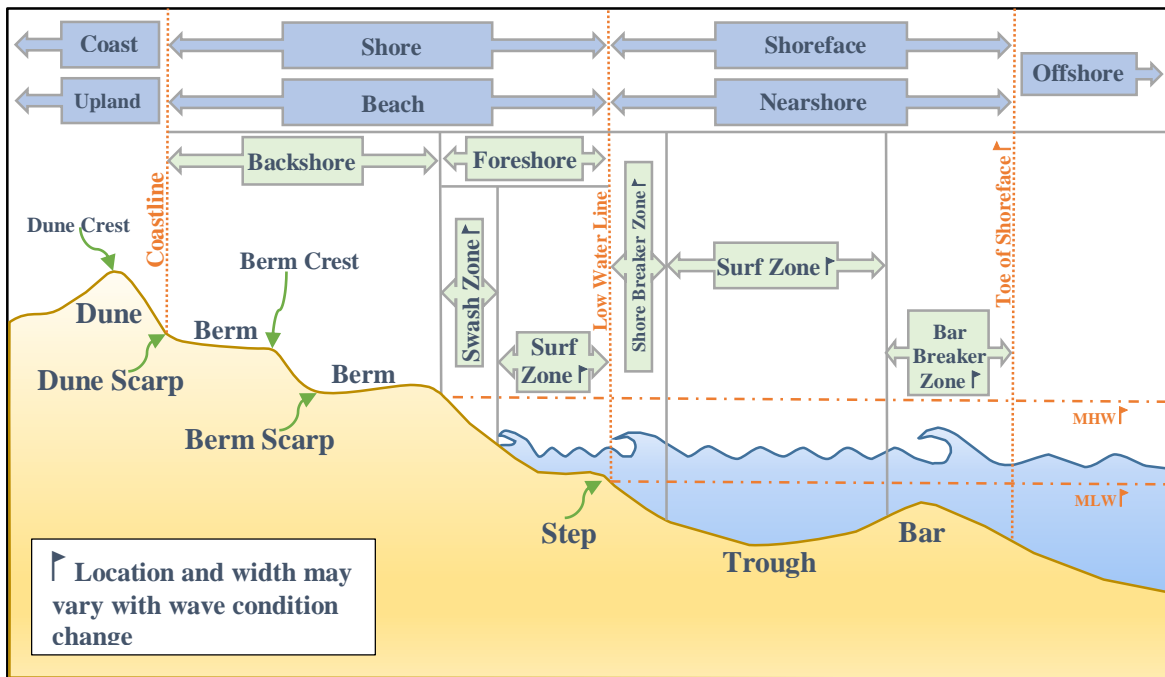 Coast
Shore
Shoreface
Offshore
Upland
Beach
Nearshore
Backshore
Foreshore
Coastline
Swash Zone
Surf
Zone
Low Water Line
Shore Breaker Zone
Surf Zone
Bar
Breaker
Zone
Toe of Shoreface
Dune Crest
Berm Crest
Dune
Berm
Dune Scarp
Berm
Berm Scarp
MHW
MLW
Step
Trough
Bar
Location and width may
vary with wave condition
change